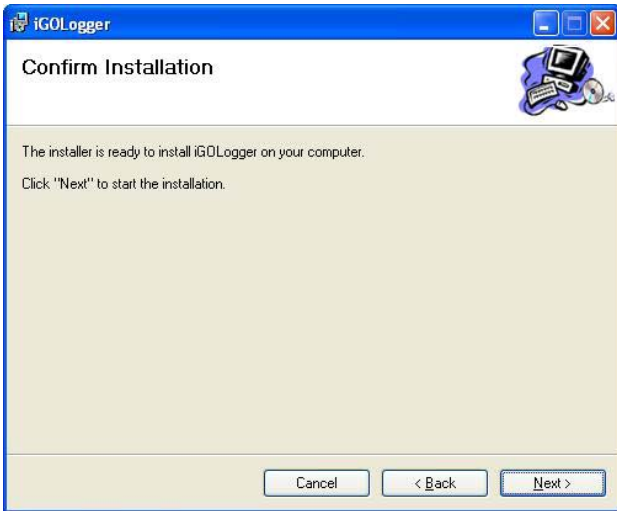 iGOLogger
Confirm Installation
The installer is ready to install iGOLogger on your computer.
Click "Next" to start the installation.
Cancel
< Back
Next >